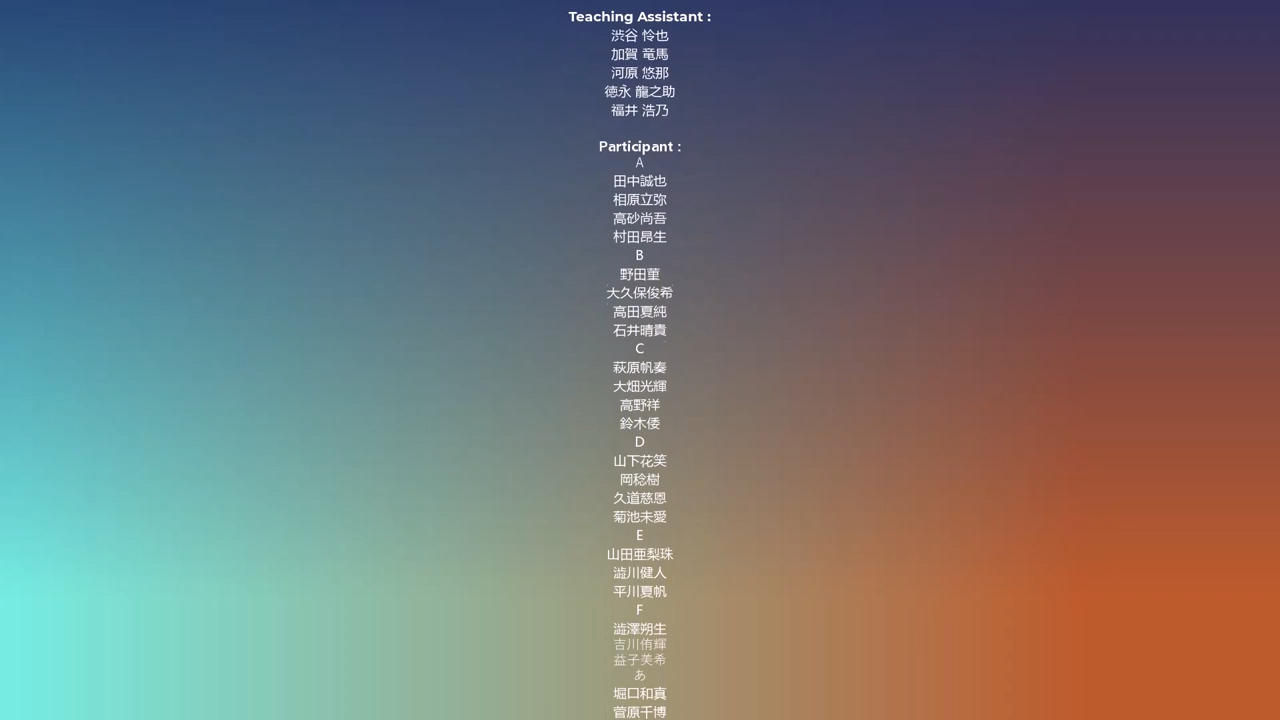 Teaching Assistant :
渋谷 怜也
加賀 竜馬
河原 悠那
徳永 龍之助
福井 浩乃
Participant :
A
田中誠也
相原立弥
高砂尚吾
村田昂生
B
野田菫
大久保俊希
高田夏純
石井晴貴
C
萩原帆奏
大畑光輝
高野祥
鈴木倭
D
山下花笑
岡稔樹
久道慈恩
菊池未愛
E
山田亜梨珠
澁川健人
平川夏帆
F
澁澤朔生
吉川侑輝
益子美希
あ
堀口和真
菅原千博